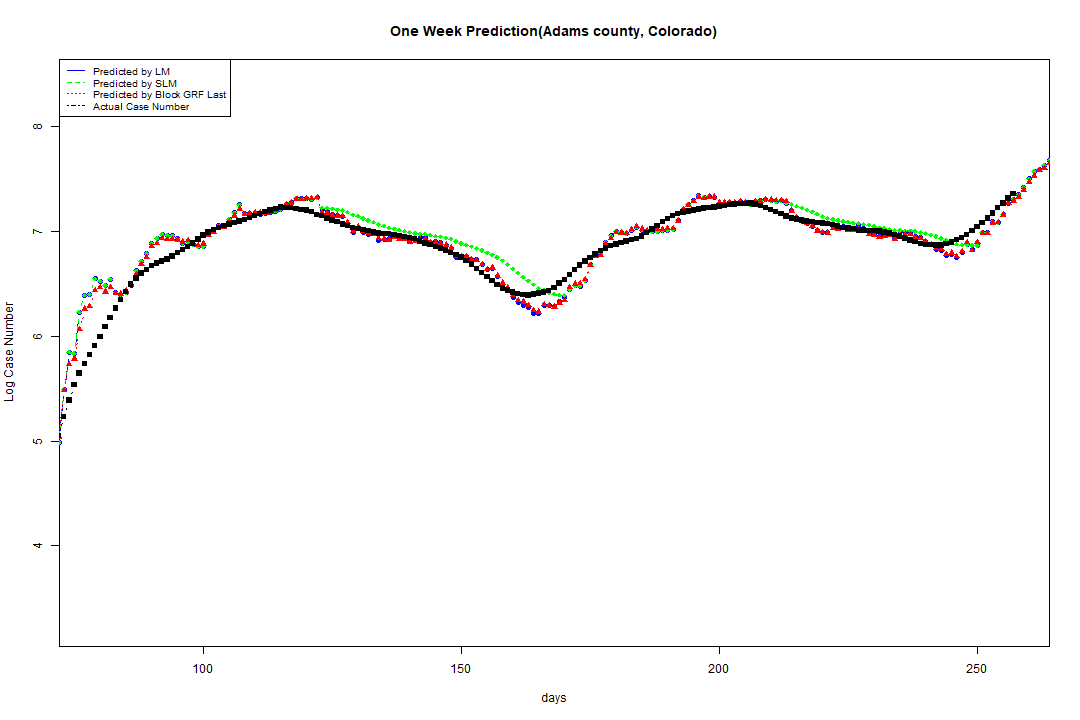 One Week Prediction(Adams county, Colorado)
Predicted by LM
Predicted by SLM
Predicted by Block GRF Last
Actual Case Number
8
7
6
5
4
Log Case Number
100 150 200 250
days